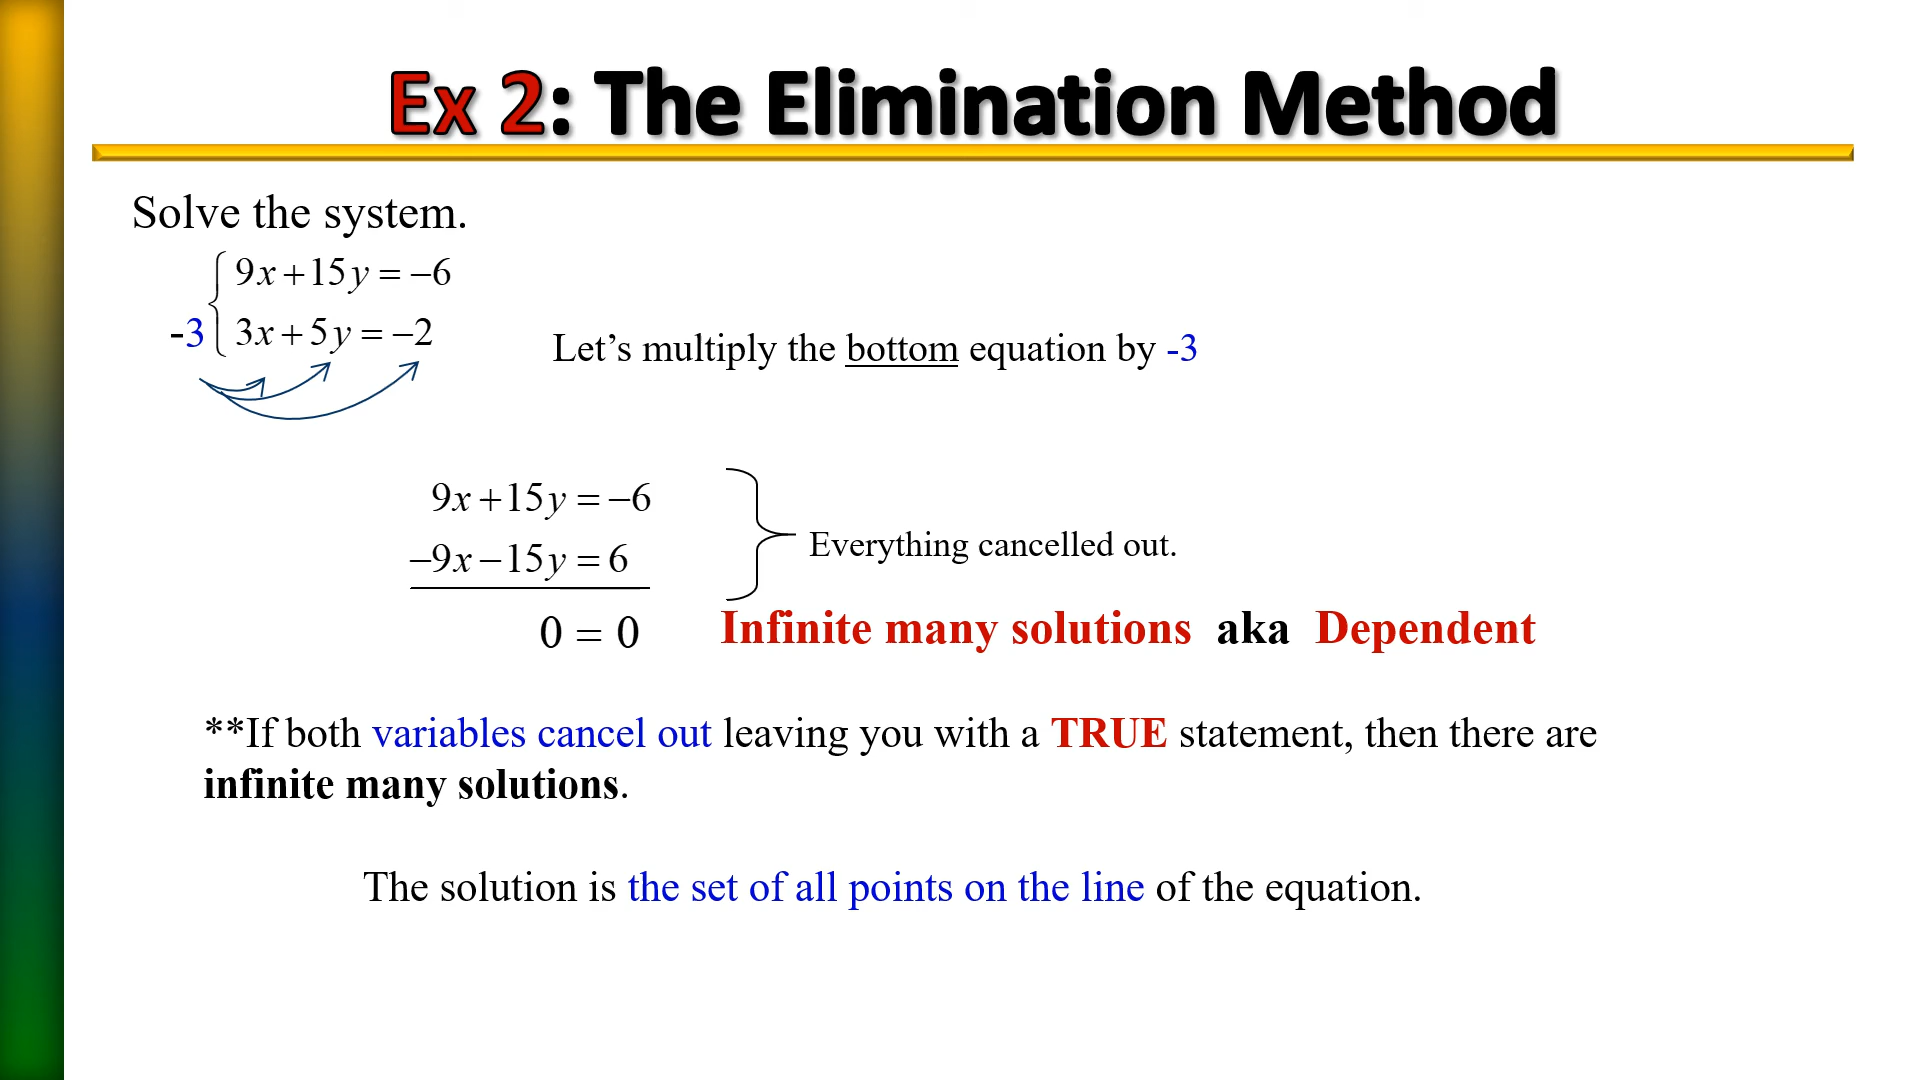 Ex 2: The Elimination Method
Solve the system.
9x+15y = −6
-3 3x+5y = −2
Let’s multiply the bottom equation by -3
9x+15y = −6
−9x−15y = 6
Everything cancelled out.
0 = 0 Infinite many solutions aka Dependent
**If both variables cancel out leaving you with a TRUE statement, then there are
infinite many solutions.
The solution is the set of all points on the line of the equation.